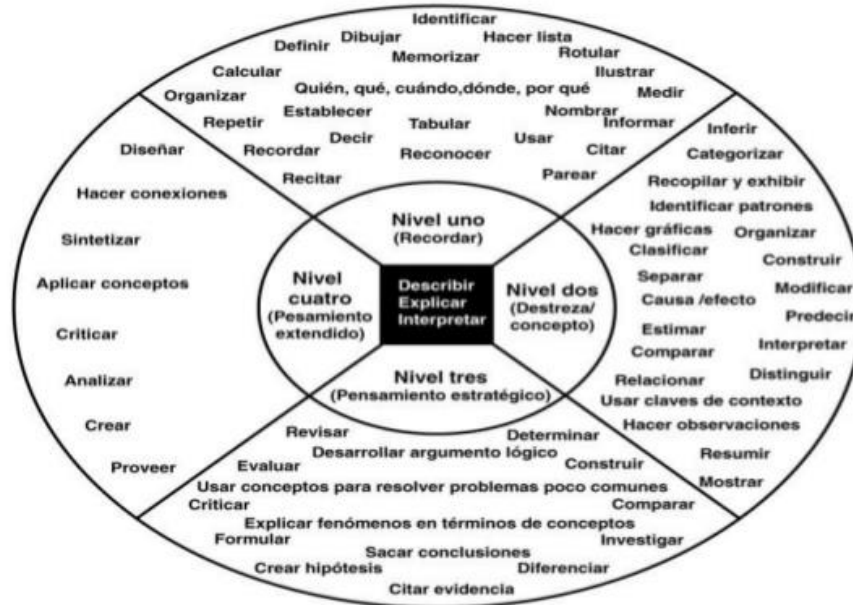 Identificar
Dibujar
Hacer lista
Definir
Memorizar
Rotular
Calcular
Ilustrar
Organizar
Quién, qué, cuándo,dónde, por qué
Medir
Establecer
Nombrar
Repetir
Tabular
Informar
Decir
Usar
Recordar
Reconocer
Citar
Recitar
Parear
Nivel uno
(Recordar)
Inferir
Categorizar
Recopilar y exhibir
Identificar patrones
Hacer gráficas
Organizar
Clasificar
Construir
Separar
Modificar
Causa /efecto
Predecir
Estimar
Interpretar
Comparar
Relacionar
Distinguir
Usar claves de contexto
Hacer observaciones
Resumir
Mostrar
Nivel dos
(Destreza/
concepto)
Describir
Explicar
Interpretar
Nivel
cuatro
(Pesamiento
extendido)
Diseñar
Hacer conexiones
Sintetizar
Aplicar conceptos
Criticar
Analizar
Crear
Proveer
Nivel tres
(Pensamiento estratégico)
Revisar
Determinar
Desarrollar argumento lógico
Evaluar
Construir
Usar conceptos para resolver problemas poco comunes
Criticar
Comparar
Explicar fenómenos en términos de conceptos
Formular
Investigar
Sacar conclusiones
Crear hipótesis
Diferenciar
Citar evidencia